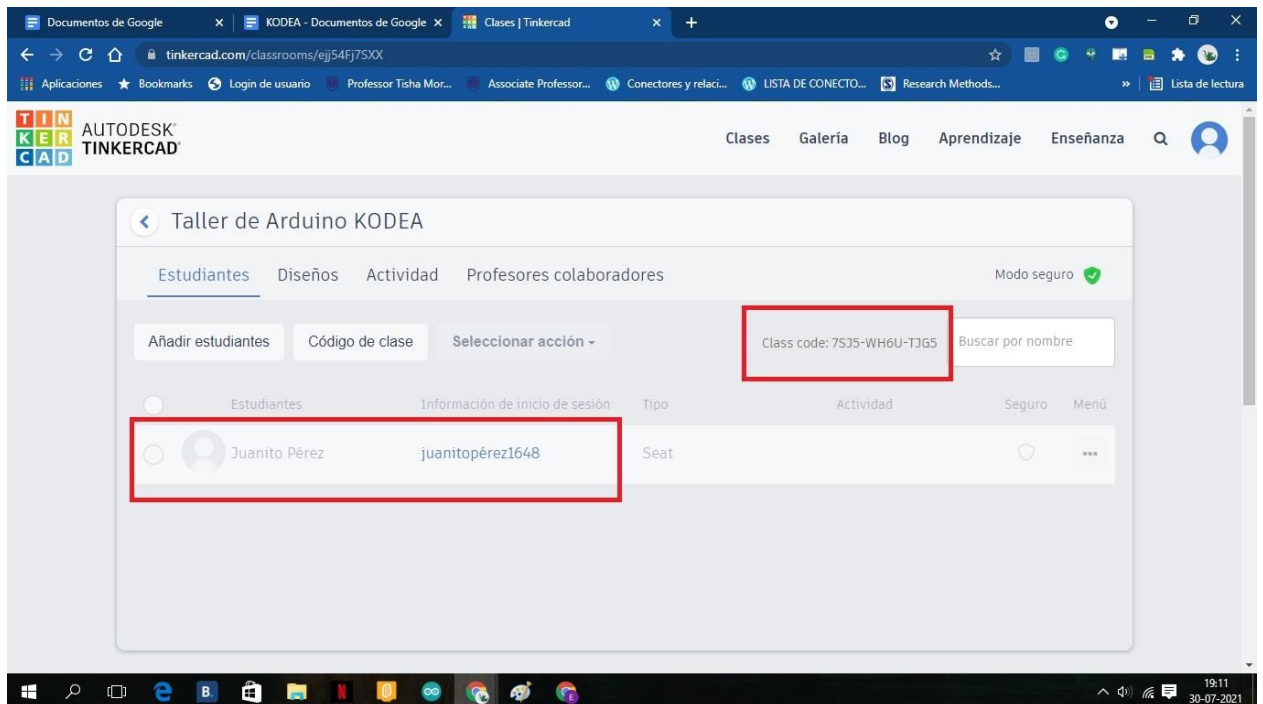 Documentos de Google
KODEA - Documentos de Google
Clases | Tinkercad
tinkercad.com/classrooms/ejj54Fj7SXX
Aplicaciones Bookmarks Login de usuario Professor Tisha Mor... Associate Professor... Conectores y relaci... LISTA DE CONECTO... Research Methods... » Lista de lectura
TIN
KER
CAD
AUTODESK®
TINKERCAD®
Clases Galería Blog Aprendizaje Enseñanza
Taller de Arduino KODEA
Estudiantes Diseños Actividad Profesores colaboradores Modo seguro
Añadir estudiantes Código de clase Seleccionar acción Class code: 7SJ5-WH6U-TJG5 Buscar por nombre
Estudiantes Información de inicio de sesión Tipo Actividad Seguro Menú
Juanito Pérez juanitopérez1648 Seat
19:11
30-07-2021